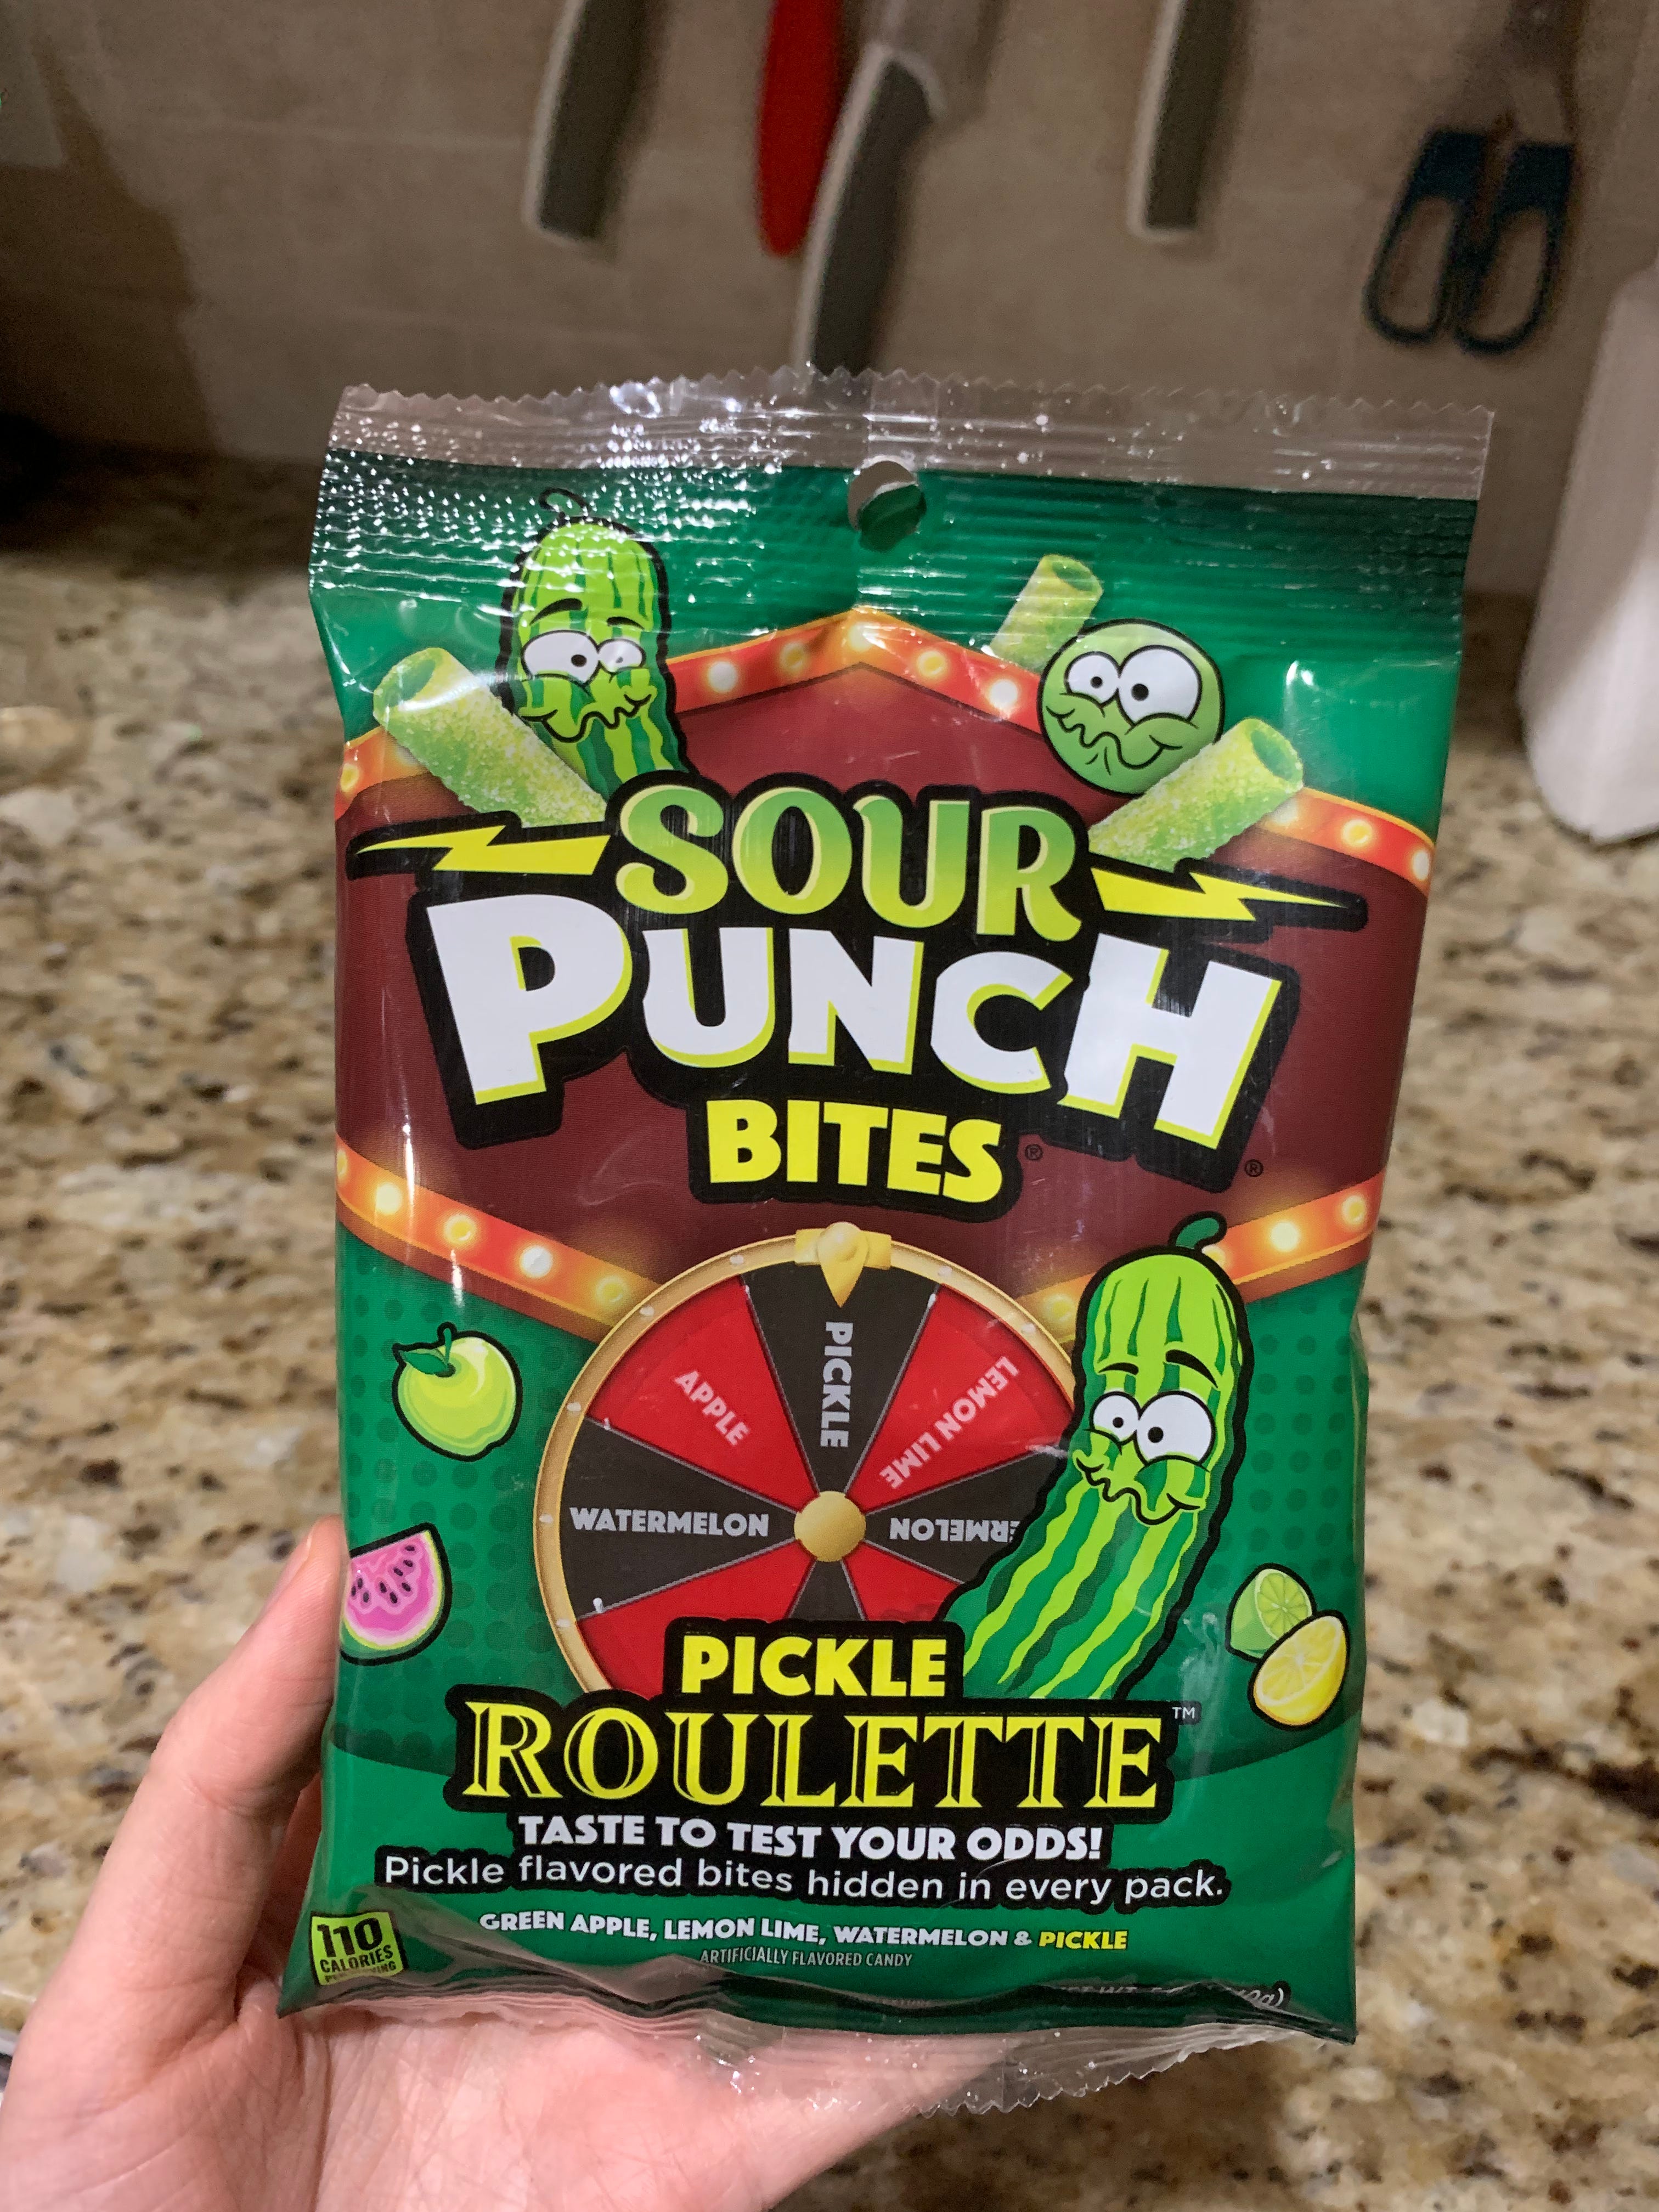 SOUR
PUNCH
BITES®
®
PICKLE
APPLE
LEMON LIME
WATERMELON
PICKLE
ROULETTE™
TASTE TO TEST YOUR ODDS!
Pickle flavored bites hidden in every pack.
GREEN APPLE, LEMON LIME, WATERMELON & PICKLE
ARTIFICIALLY FLAVORED CANDY
110
CALORIES